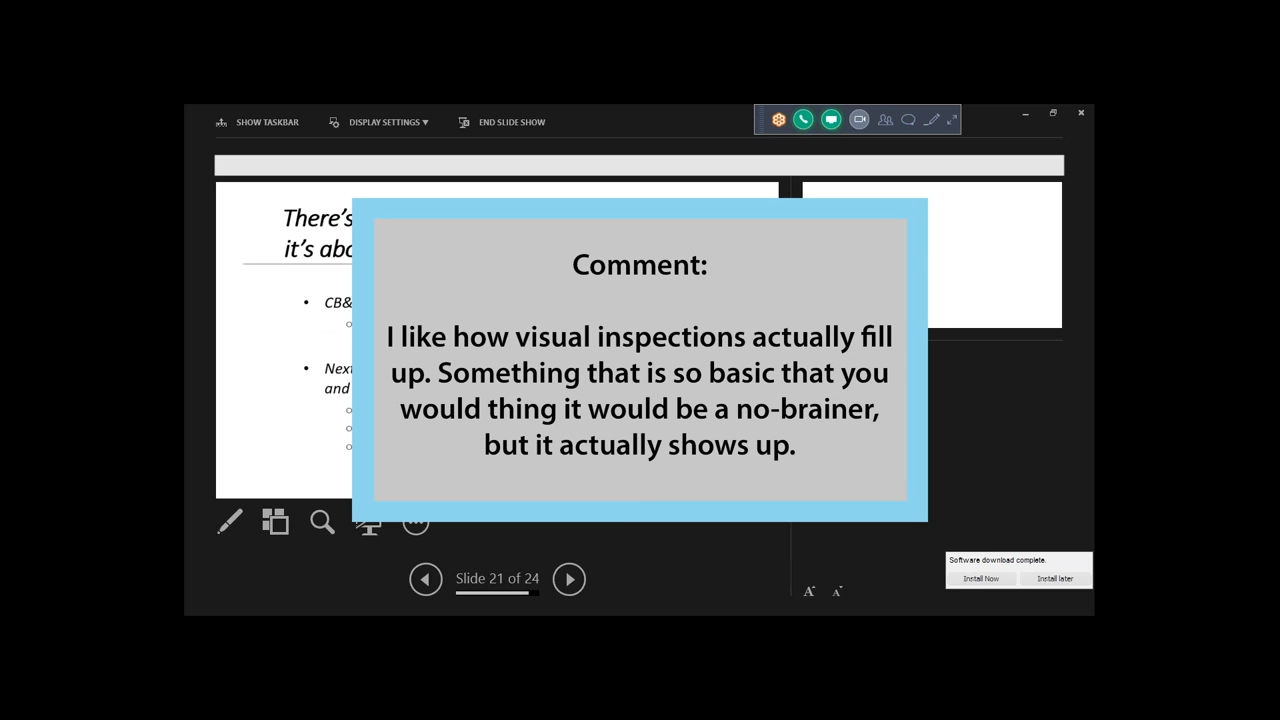 SHOW TASKBAR
DISPLAY SETTINGS
END SLIDE SHOW
There's
it's
CB&
and
Comment:
I like how visual inspections actually fill
up. Something that is so basic that you
would thing it would be a no-brainer,
but it actually shows up.
Slide 21 of 24
Software download complete.
Install Now
Install later
A
A